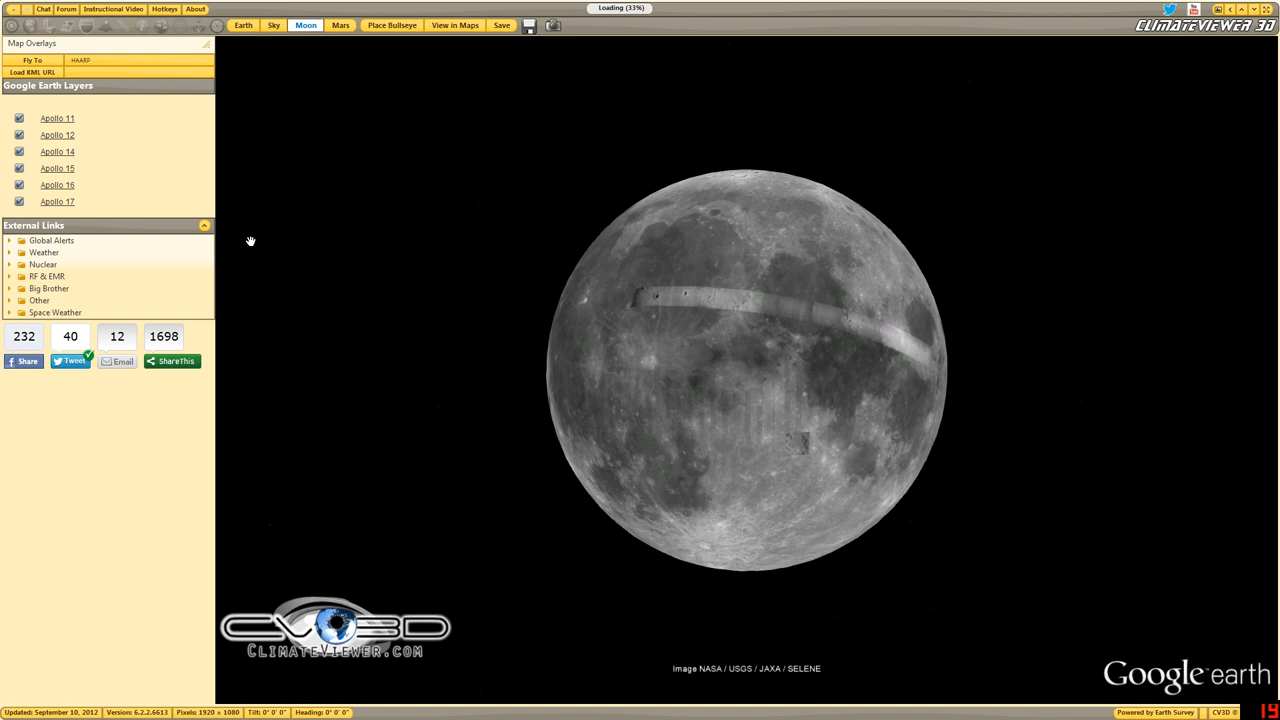 Chat Forum Instructional Video Hotkeys About
Loading (33%)
Earth Sky Moon Mars Place Bullseye View in Maps Save
CLIMATEVIEWER 3D
Map Overlays
Fly To HAARP
Load KML URL
Google Earth Layers
Apollo 11
Apollo 12
Apollo 14
Apollo 15
Apollo 16
Apollo 17
External Links
Global Alerts
Weather
Nuclear
RF & EMR
Big Brother
Other
Space Weather
232 40 12 1698
Share Tweet Email ShareThis
CV3D
CLIMATEVIEWER.COM
Image NASA / USGS / JAXA / SELENE
Google earth
Updated: September 10, 2012 Version: 6.2.2.6613 Pixels: 1920 × 1080 Tilt: 0° 0' 0" Heading: 0° 0' 0"
Powered by Earth Survey CV3D © 19